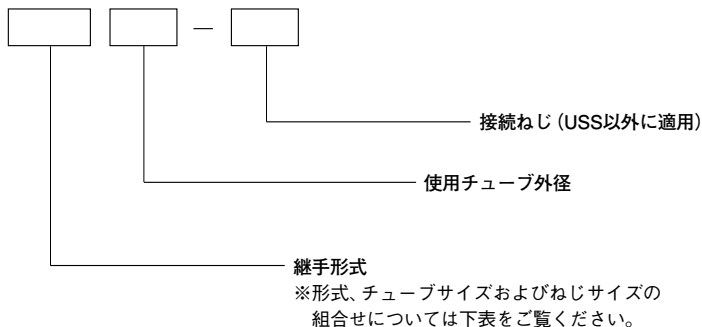 接続ねじ（USS以外に適用）
使用チューブ外径
継手形式
※形式、チューブサイズおよびねじサイズの
組合せについては下表をご覧ください。